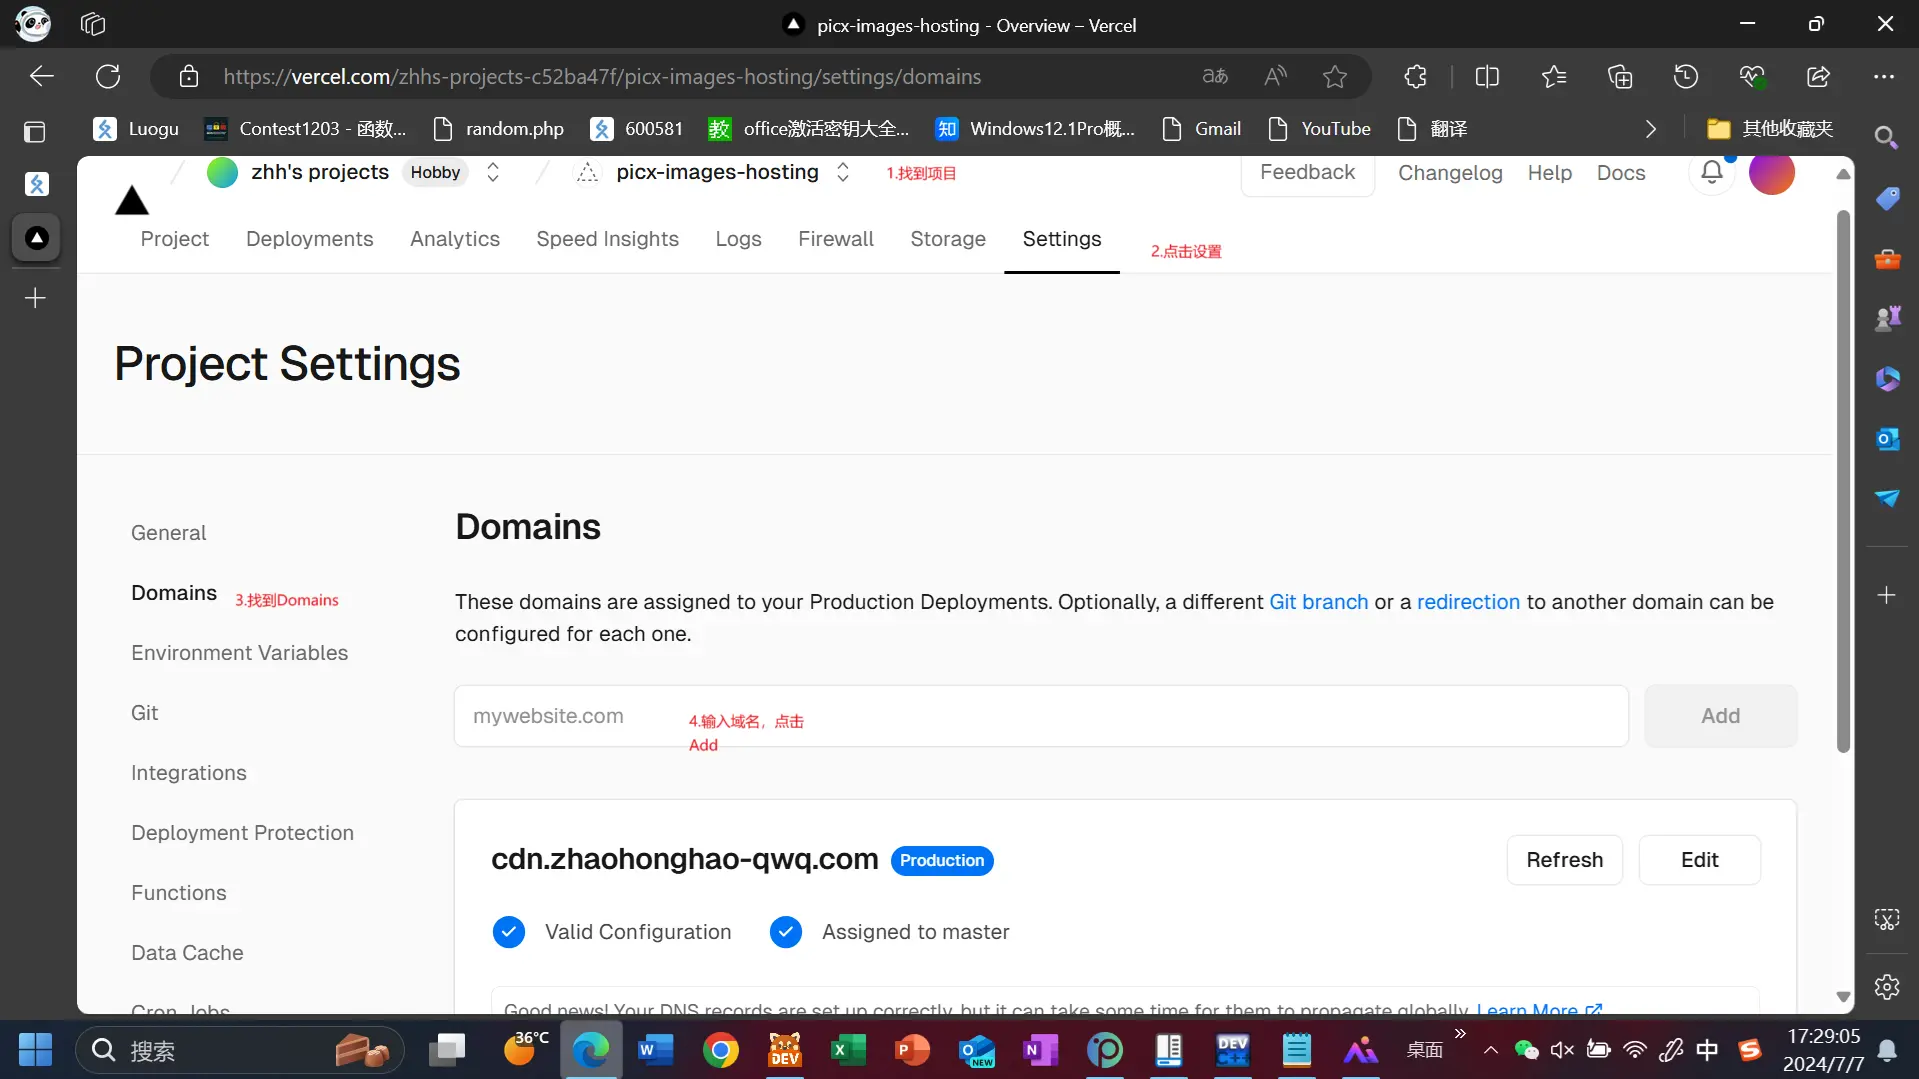 picx-images-hosting - Overview – Vercel
https://vercel.com/zhhs-projects-c52ba47f/picx-images-hosting/settings/domains
Luogu
Contest1203 - 函数...
random.php
600581
office激活密钥大全...
Windows12.1Pro概...
Gmail
YouTube
翻译
其他收藏夹
zhh's projects
Hobby
picx-images-hosting
1.找到项目
Feedback
Changelog
Help
Docs
Project
Deployments
Analytics
Speed Insights
Logs
Firewall
Storage
Settings
2.点击设置
Project Settings
General
Domains
3.找到Domains
Environment Variables
Git
Integrations
Deployment Protection
Functions
Data Cache
Cron Jobs
Domains
These domains are assigned to your Production Deployments. Optionally, a different Git branch or a redirection to another domain can be
configured for each one.
mywebsite.com
4.输入域名，点击
Add
Add
cdn.zhaohonghao-qwq.com
Production
Refresh
Edit
Valid Configuration
Assigned to master
Good news! Your DNS records are set up correctly, but it can take some time for them to propagate globally. Learn More
搜索
36°C
桌面
中
17:29:05
2024/7/7